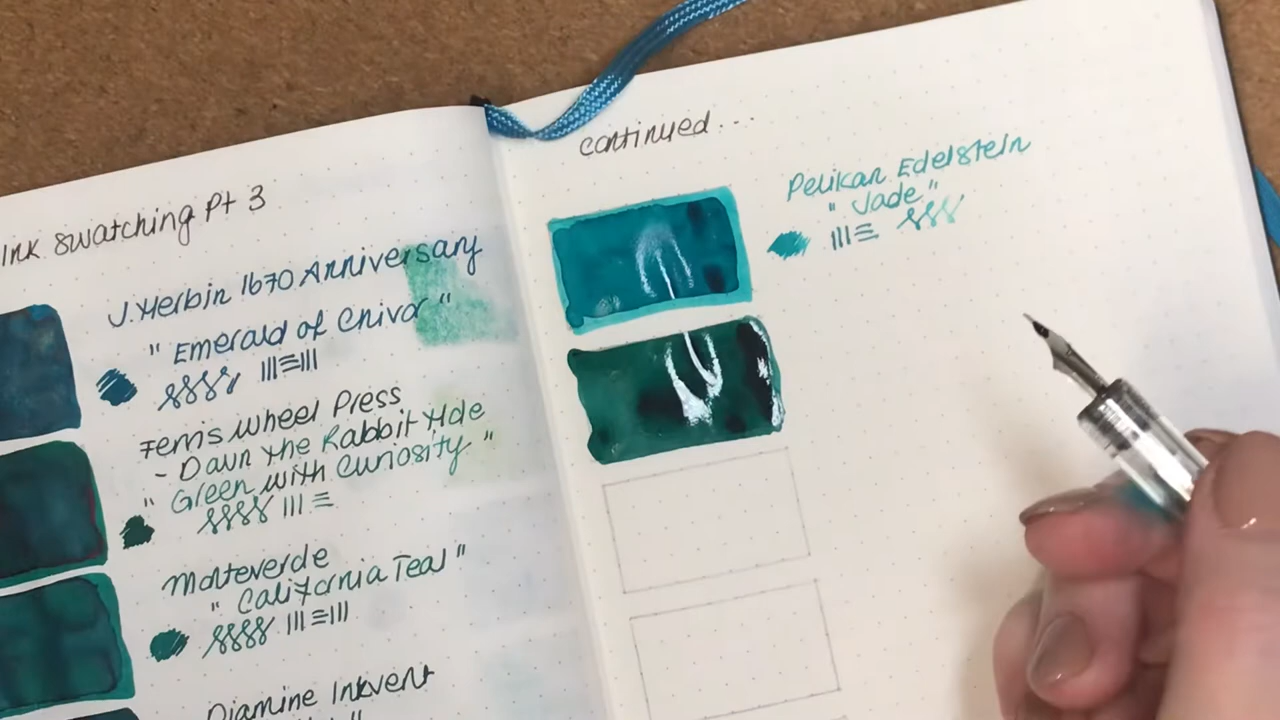 Ink swatching Pt 3
J. Herbin 1670 Anniversary
"Emerald of Chivor"
Ferris Wheel Press
- Down the Rabbit Hole
"Green with Curiosity"
Monteverde
"California Teal"
Diamine Inkvent
continued...
Pelikan Edelstein
"Jade"